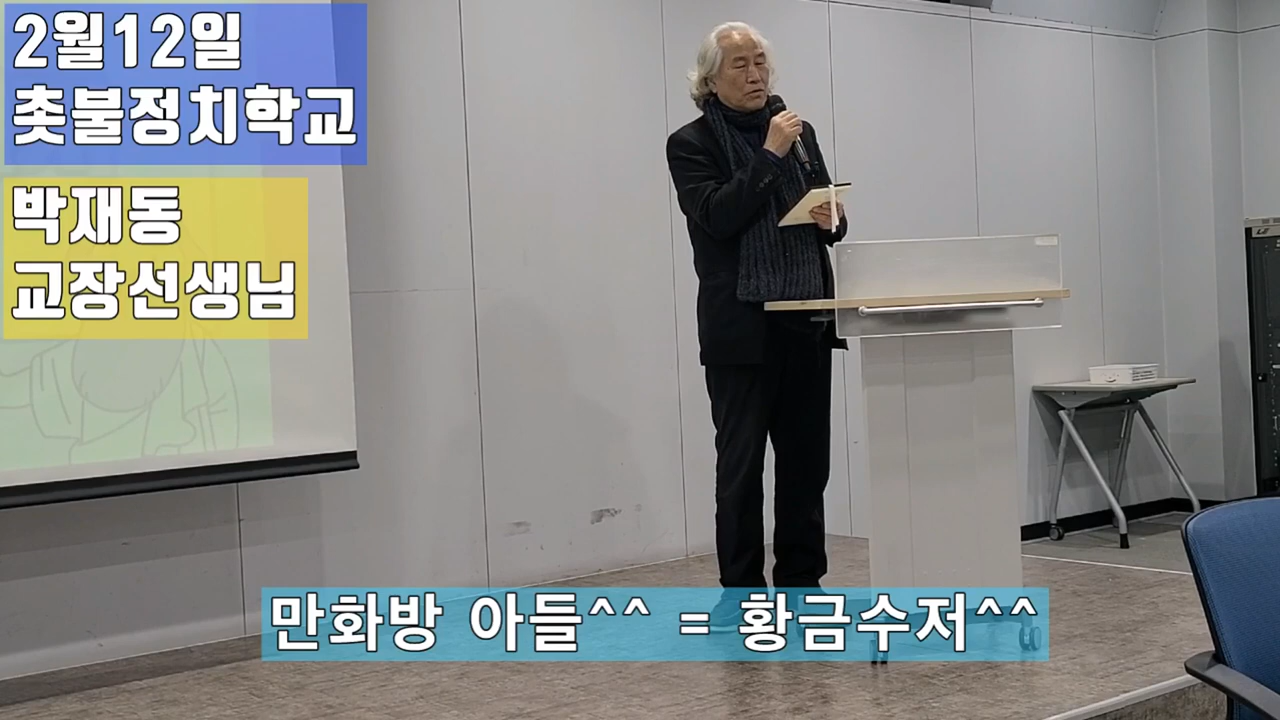 2월12일
촛불정치학교
박재동
교장선생님
만화방 아들^^ = 황금수저^^